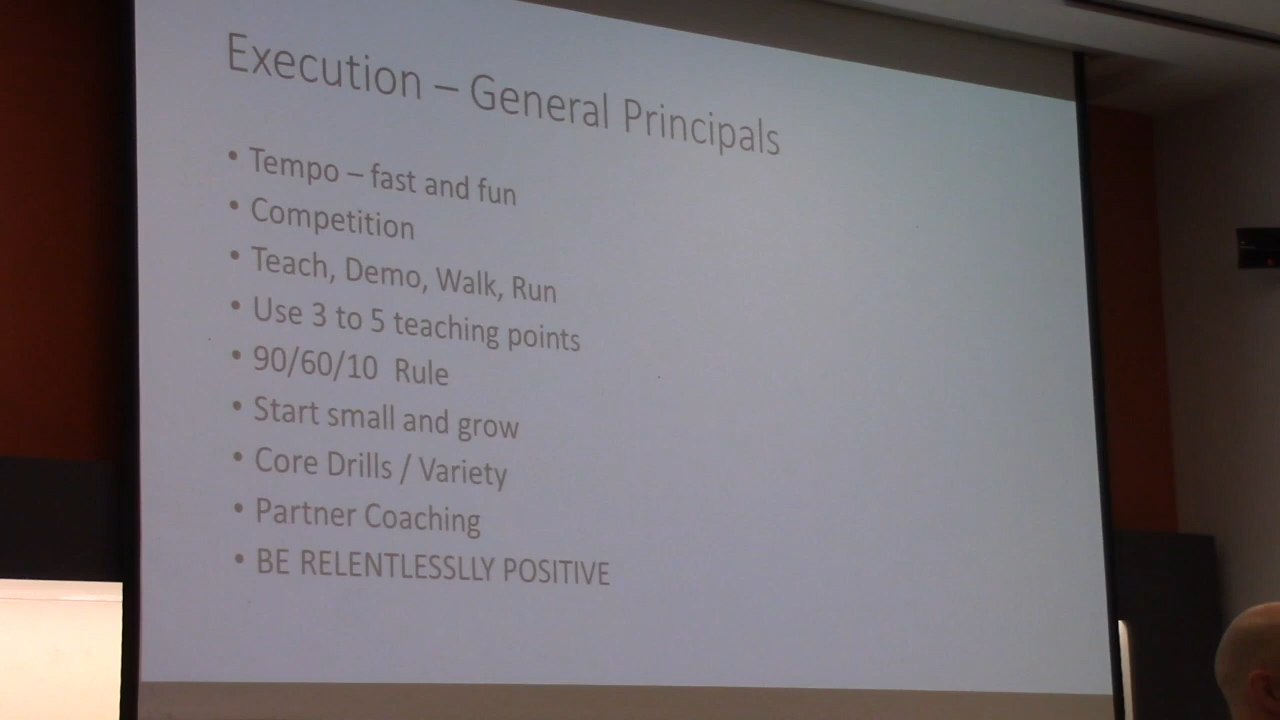 Execution – General Principals
• Tempo – fast and fun
• Competition
• Teach, Demo, Walk, Run
• Use 3 to 5 teaching points
• 90/60/10 Rule
• Start small and grow
• Core Drills / Variety
• Partner Coaching
• BE RELENTLESSLLY POSITIVE